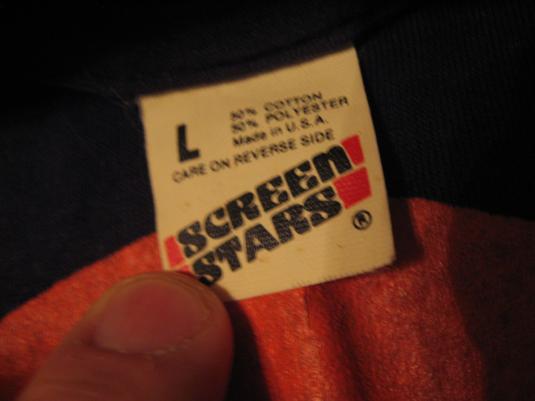 L
50% COTTON
50% POLYESTER
Made in U.S.A.
CARE ON REVERSE SIDE
SCREEN
STARS
®